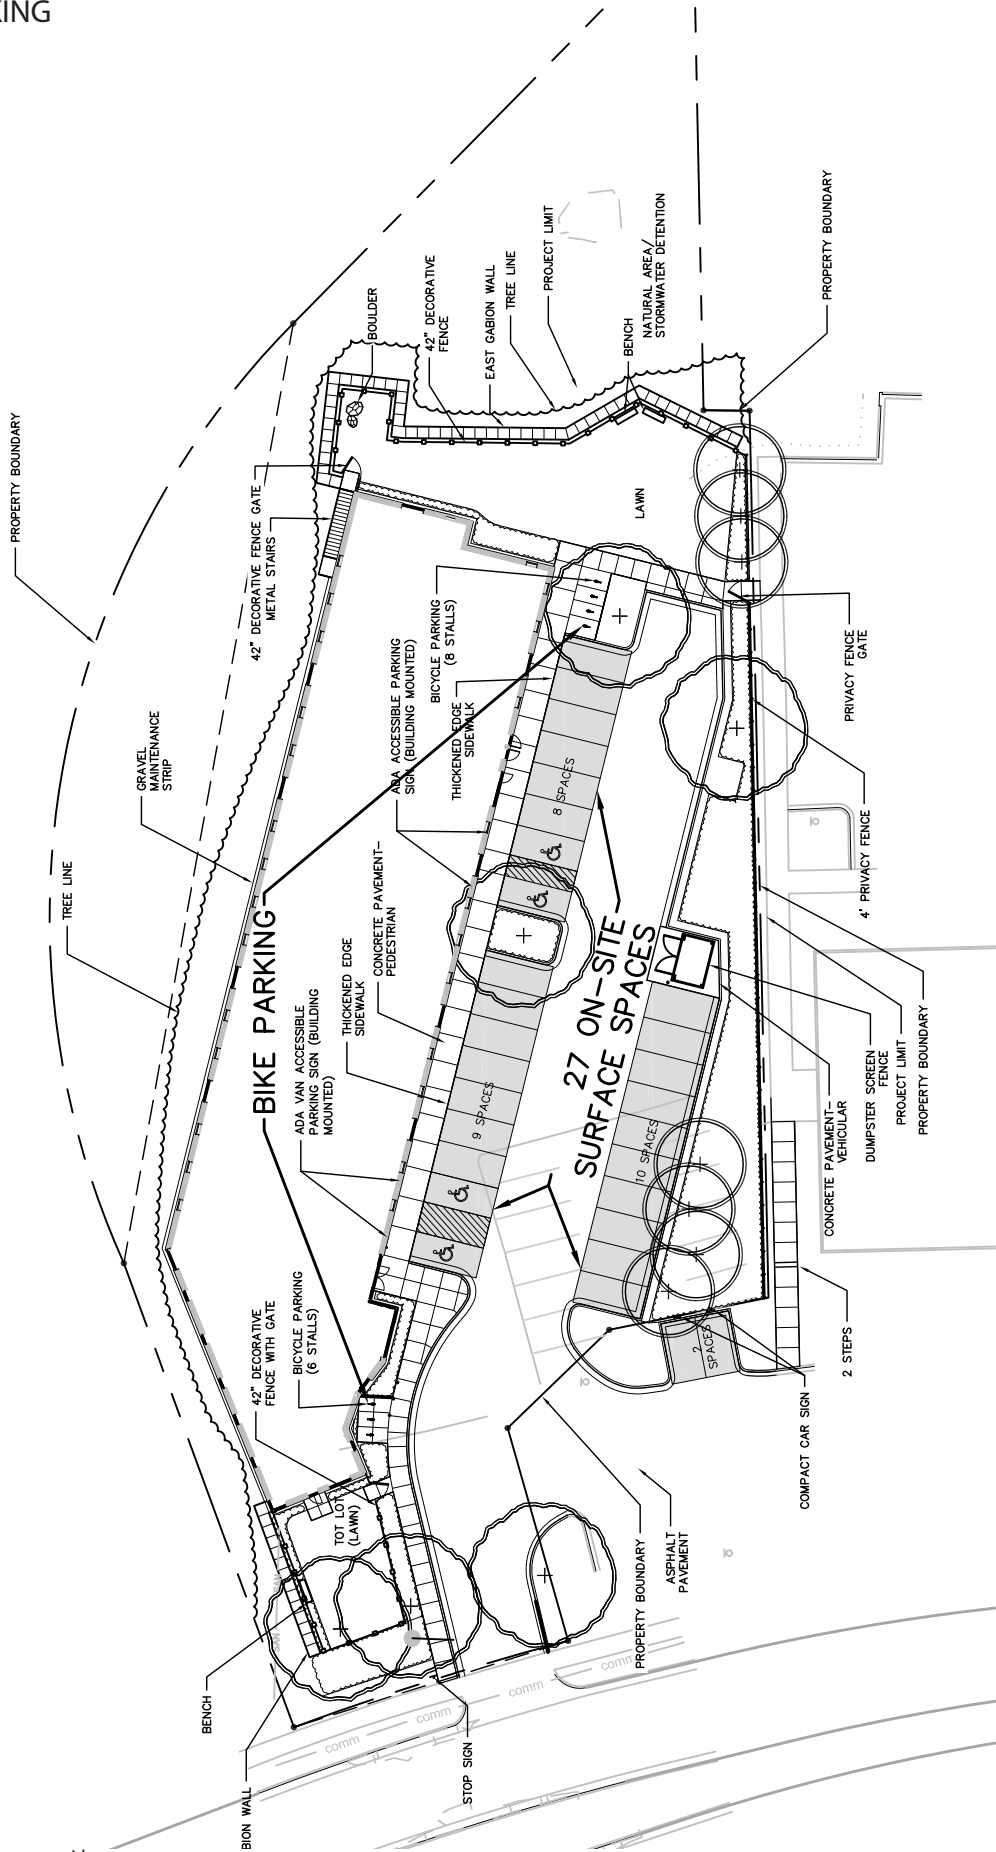 KING
PROPERTY BOUNDARY
TREE LINE
GRAVEL
MAINTENANCE
STRIP
42" DECORATIVE FENCE GATE
METAL STAIRS
BOULDER
42" DECORATIVE
FENCE
EAST GABION WALL
TREE LINE
PROJECT LIMIT
BENCH
NATURAL AREA/
STORMWATER DETENTION
PROPERTY BOUNDARY
LAWN
BICYCLE PARKING
(8 STALLS)
ADA ACCESSIBLE PARKING
SIGN (BUILDING MOUNTED)
THICKENED EDGE
SIDEWALK
PRIVACY FENCE
GATE
8 SPACES
4' PRIVACY FENCE
BIKE PARKING
CONCRETE PAVEMENT-
PEDESTRIAN
THICKENED EDGE
SIDEWALK
ADA VAN ACCESSIBLE
PARKING SIGN (BUILDING
MOUNTED)
27 ON-SITE
SURFACE SPACES
9 SPACES
10 SPACES
CONCRETE PAVEMENT-
VEHICULAR
DUMPSTER SCREEN
FENCE
PROJECT LIMIT
PROPERTY BOUNDARY
42" DECORATIVE
FENCE WITH GATE
BICYCLE PARKING
(6 STALLS)
2
SPACES
2 STEPS
COMPACT CAR SIGN
TOT LOT
(LAWN)
PROPERTY BOUNDARY
ASPHALT
PAVEMENT
BENCH
BION WALL
STOP SIGN
comm
comm
comm
comm